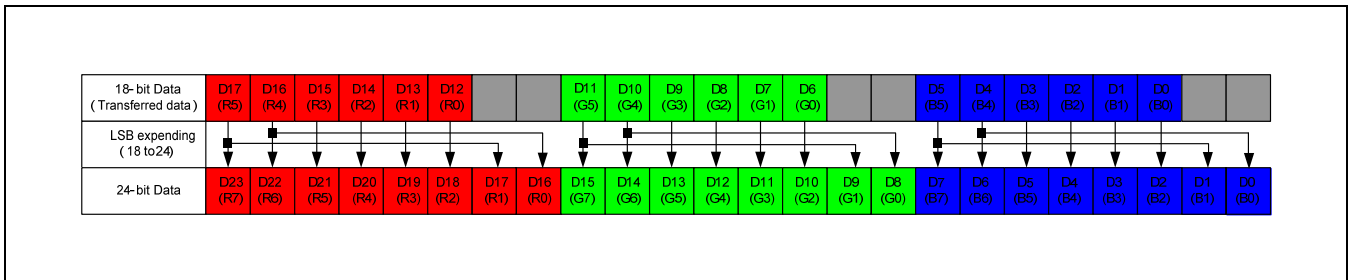 18- bit Data
( Transferred data)
D17 D16 D15 D14 D13 D12 D11 D10 D9 D8 D7 D6 D5 D4 D3 D2 D1 D0
(R5) (R4) (R3) (R2) (R1) (R0) (G5) (G4) (G3) (G2) (G1) (G0) (B5) (B4) (B3) (B2) (B1) (B0)
LSB expending
( 18 to24)
24-bit Data
D23 D22 D21 D20 D19 D18 D17 D16 D15 D14 D13 D12 D11 D10 D9 D8 D7 D6 D5 D4 D3 D2 D1 D0
(R7) (R6) (R5) (R4) (R3) (R2) (R1) (R0) (G7) (G6) (G5) (G4) (G3) (G2) (G1) (G0) (B7) (B6) (B5) (B4) (B3) (B2) (B1) (B0)